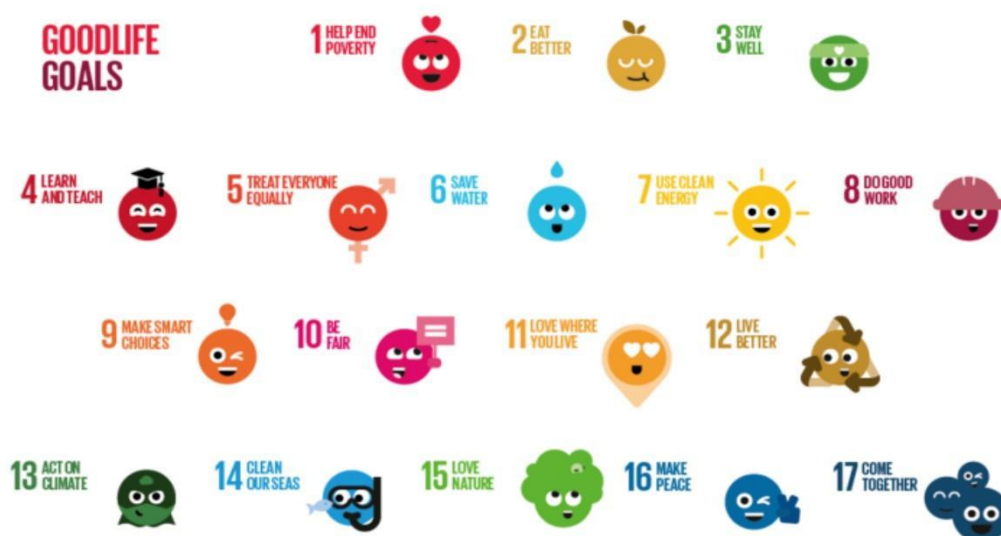 GOODLIFE
GOALS
1 HELP END
POVERTY
2 EAT
BETTER
3 STAY
WELL
4 LEARN
AND TEACH
5 TREAT EVERYONE
EQUALLY
6 SAVE
WATER
7 USE CLEAN
ENERGY
8 DO GOOD
WORK
9 MAKE SMART
CHOICES
10 BE
FAIR
11 LOVE WHERE
YOU LIVE
12 LIVE
BETTER
13 ACT ON
CLIMATE
14 CLEAN
OUR SEAS
15 LOVE
NATURE
16 MAKE
PEACE
17 COME
TOGETHER